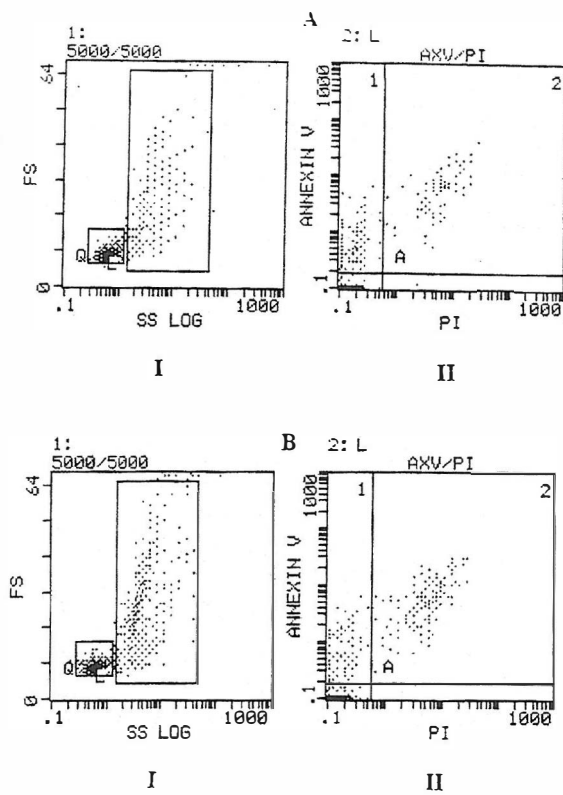 A
1:
5000/5000
64
FS
0
Q
L
.1
1000
SS LOG
I
2: L
AXV/PI
1000
1
2
ANNEXIN V
A
.1
.1
1000
PI
II
B
1:
5000/5000
64
FS
0
Q
L
.1
1000
SS LOG
I
2: L
AXV/PI
1000
1
2
ANNEXIN V
A
.1
.1
1000
PI
II